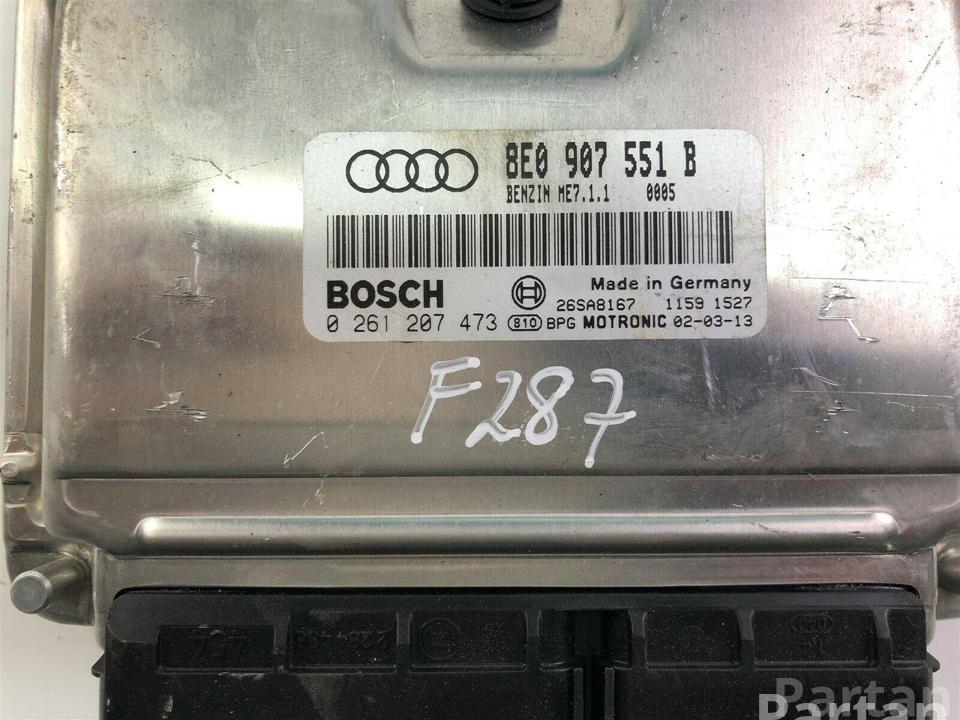 8E0 907 551 B
BENZIN ME7.1.1 0005
BOSCH Made in Germany
26SA8167 1159 1527
0 261 207 473 810 BPG MOTRONIC 02-03-13
F287
Partan
Partan